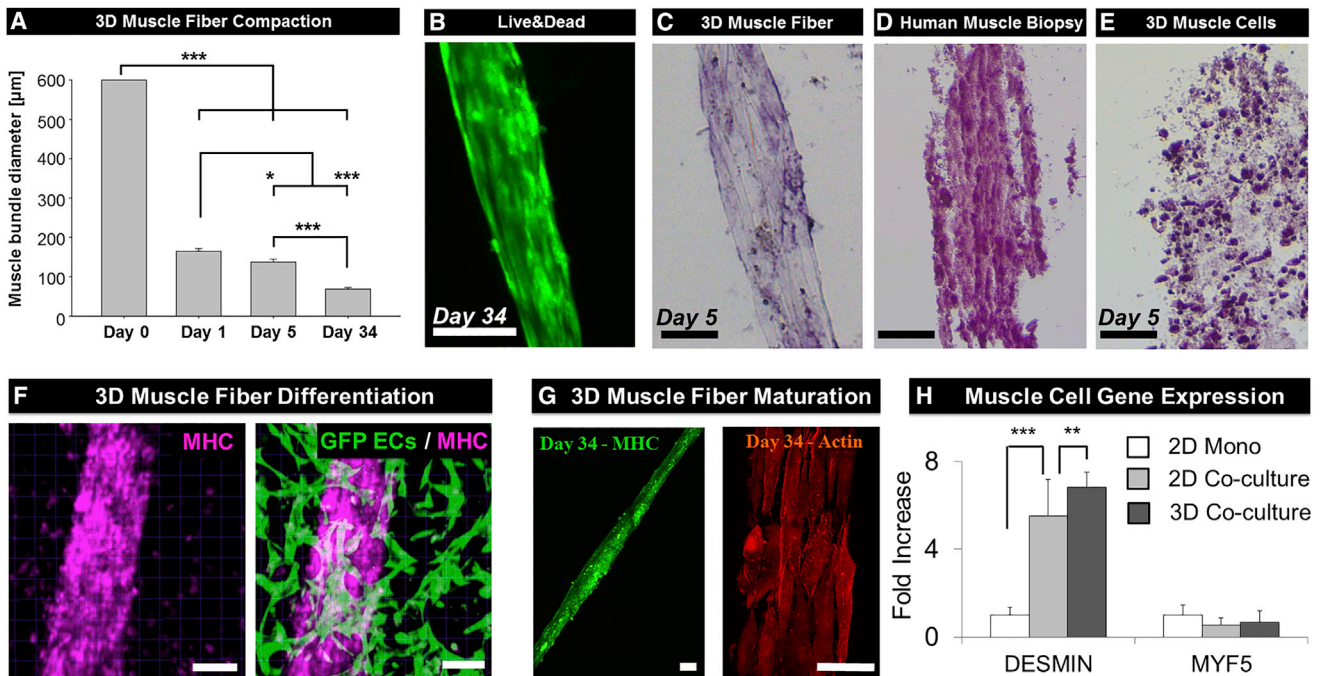 A 3D Muscle Fiber Compaction
Muscle bundle diameter [µm]
600
500
400
300
200
100
0
***
*
***
***
Day 0 Day 1 Day 5 Day 34
B Live&Dead
Day 34
C 3D Muscle Fiber
Day 5
D Human Muscle Biopsy
E 3D Muscle Cells
Day 5
F 3D Muscle Fiber Differentiation
MHC
GFP ECs / MHC
G 3D Muscle Fiber Maturation
Day 34 - MHC
Day 34 - Actin
H Muscle Cell Gene Expression
Fold Increase
8
4
0
*** **
2D Mono
2D Co-culture
3D Co-culture
DESMIN MYF5